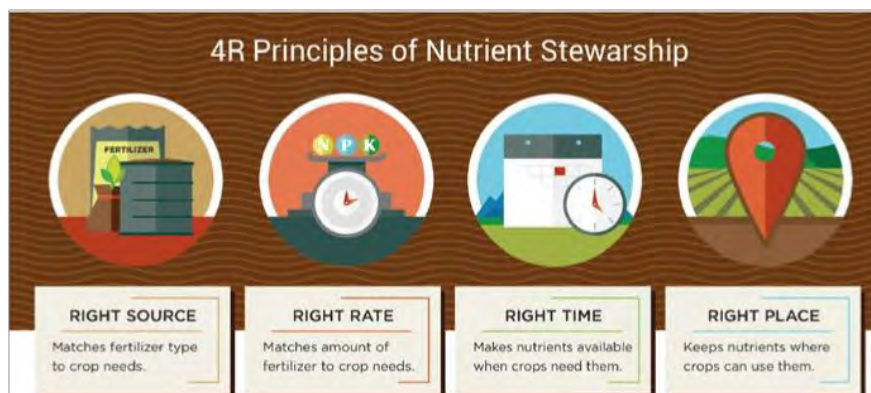 4R Principles of Nutrient Stewarship
FERTILIZER
N P K
RIGHT SOURCE
Matches fertilizer type
to crop needs.
RIGHT RATE
Matches amount of
fertilizer to crop needs.
RIGHT TIME
Makes nutrients available
when crops need them.
RIGHT PLACE
Keeps nutrients where
crops can use them.